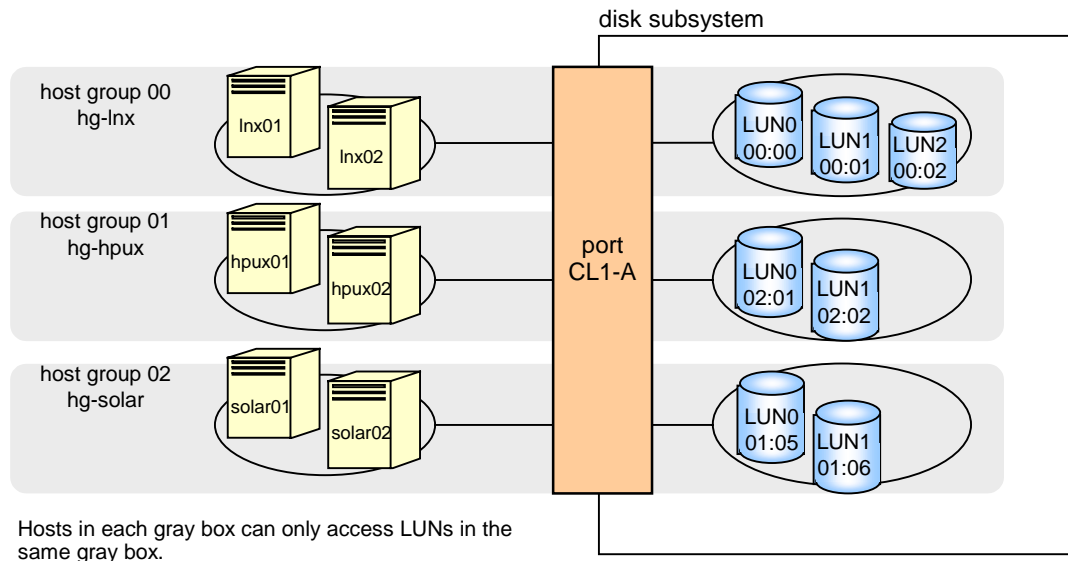 disk subsystem
host group 00
hg-lnx
lnx01
lnx02
LUN0
00:00
LUN1
00:01
LUN2
00:02
host group 01
hg-hpux
hpux01
hpux02
port
CL1-A
LUN0
02:01
LUN1
02:02
host group 02
hg-solar
solar01
solar02
LUN0
01:05
LUN1
01:06
Hosts in each gray box can only access LUNs in the
same gray box.